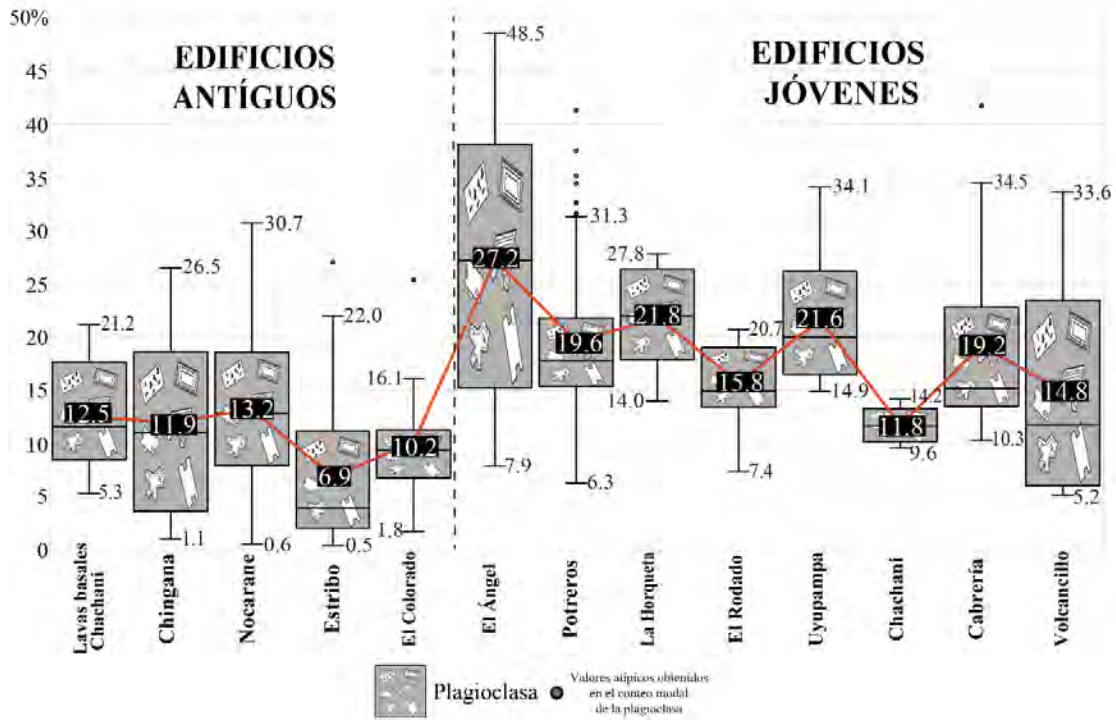 50%
45
40
35
30
25
20
15
10
5
0
EDIFICIOS
ANTÍGUOS
EDIFICIOS
JÓVENES
21.2
12.5
5.3
26.5
11.9
1.1
30.7
13.2
0.6
22.0
6.9
0.5
16.1
10.2
1.8
48.5
27.2
7.9
31.3
19.6
6.3
27.8
21.8
14.0
20.7
15.8
7.4
34.1
21.6
14.9
14.2
11.8
9.6
34.5
19.2
10.3
33.6
14.8
5.2
Lavas basales
Chachani
Chingana
Nocarane
Estribo
El Colorado
El Ángel
Potreros
La Horqueta
El Rodado
Uyupampa
Chachani
Cabrería
Volcancillo
Plagioclasa
Valores atípicos obtenidos
en el conteo modal
de la plagioclasa